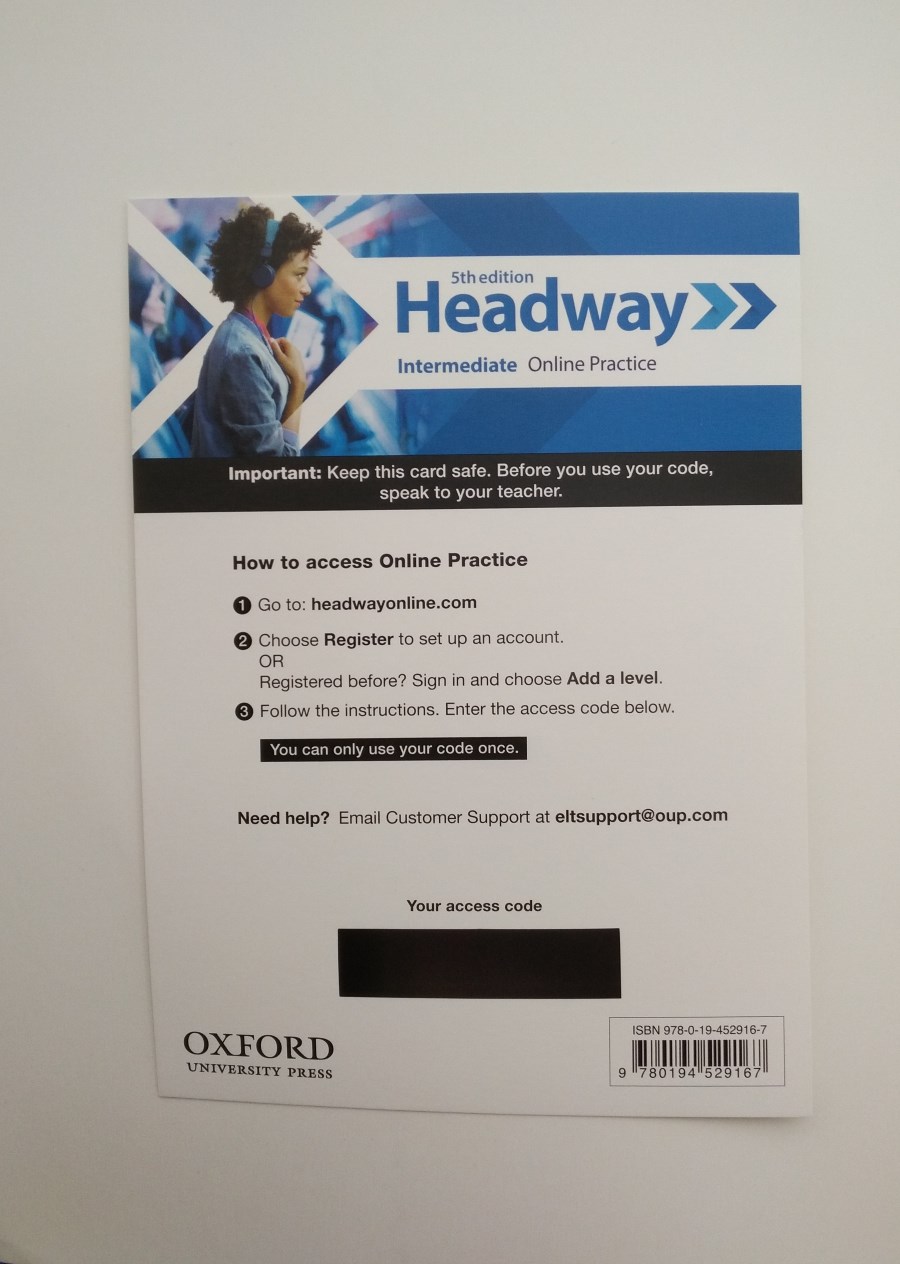 5th edition
Headway
Intermediate Online Practice
Important: Keep this card safe. Before you use your code,
speak to your teacher.
How to access Online Practice
1 Go to: headwayonline.com
2 Choose Register to set up an account.
OR
Registered before? Sign in and choose Add a level.
3 Follow the instructions. Enter the access code below.
You can only use your code once.
Need help? Email Customer Support at eltsupport@oup.com
Your access code
OXFORD
UNIVERSITY PRESS
ISBN 978-0-19-452916-7
9 780194 529167